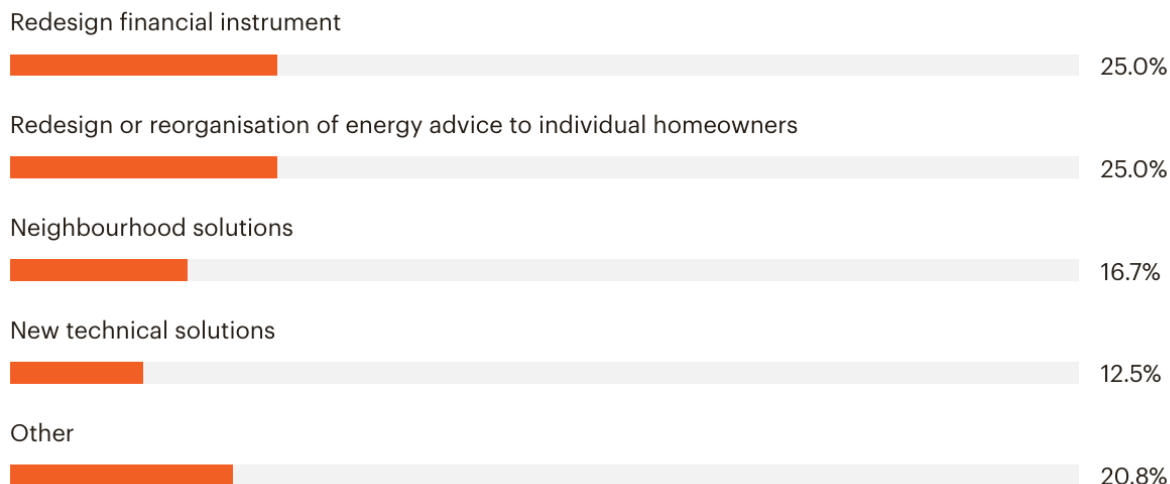 Redesign financial instrument
25.0%
Redesign or reorganisation of energy advice to individual homeowners
25.0%
Neighbourhood solutions
16.7%
New technical solutions
12.5%
Other
20.8%